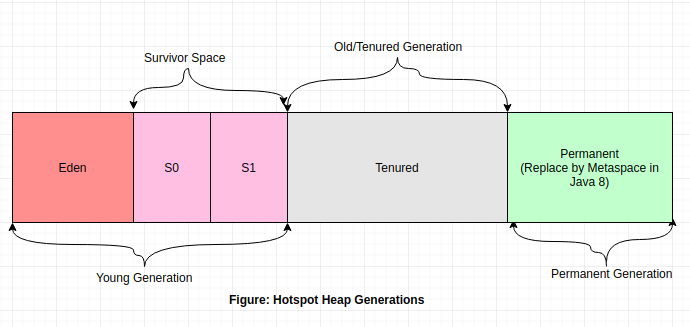 Old/Tenured Generation
Survivor Space
Eden
S0
S1
Tenured
Permanent
(Replace by Metaspace in
Java 8)
Young Generation
Permanent Generation
Figure: Hotspot Heap Generations